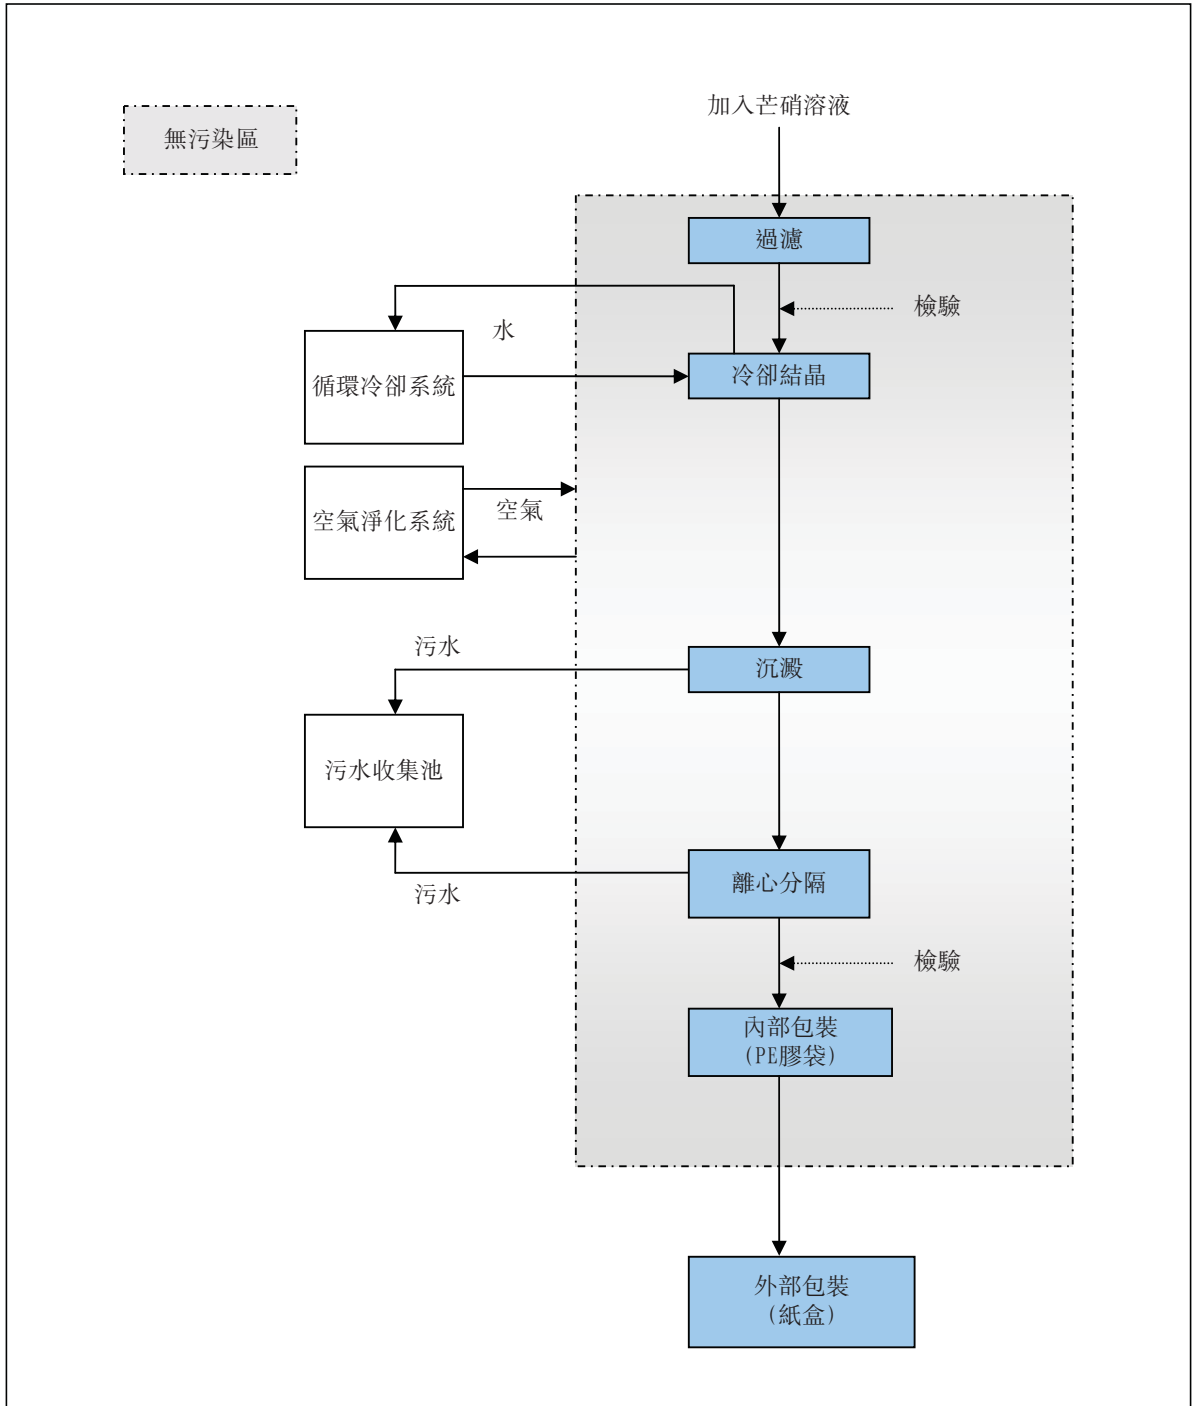 加入芒硝溶液
無污染區
過濾
檢驗
水
冷卻結晶
循環冷卻系統
空氣
空氣淨化系統
污水
沉澱
污水收集池
離心分隔
污水
檢驗
內部包裝
(PE膠袋)
外部包裝
(紙盒)